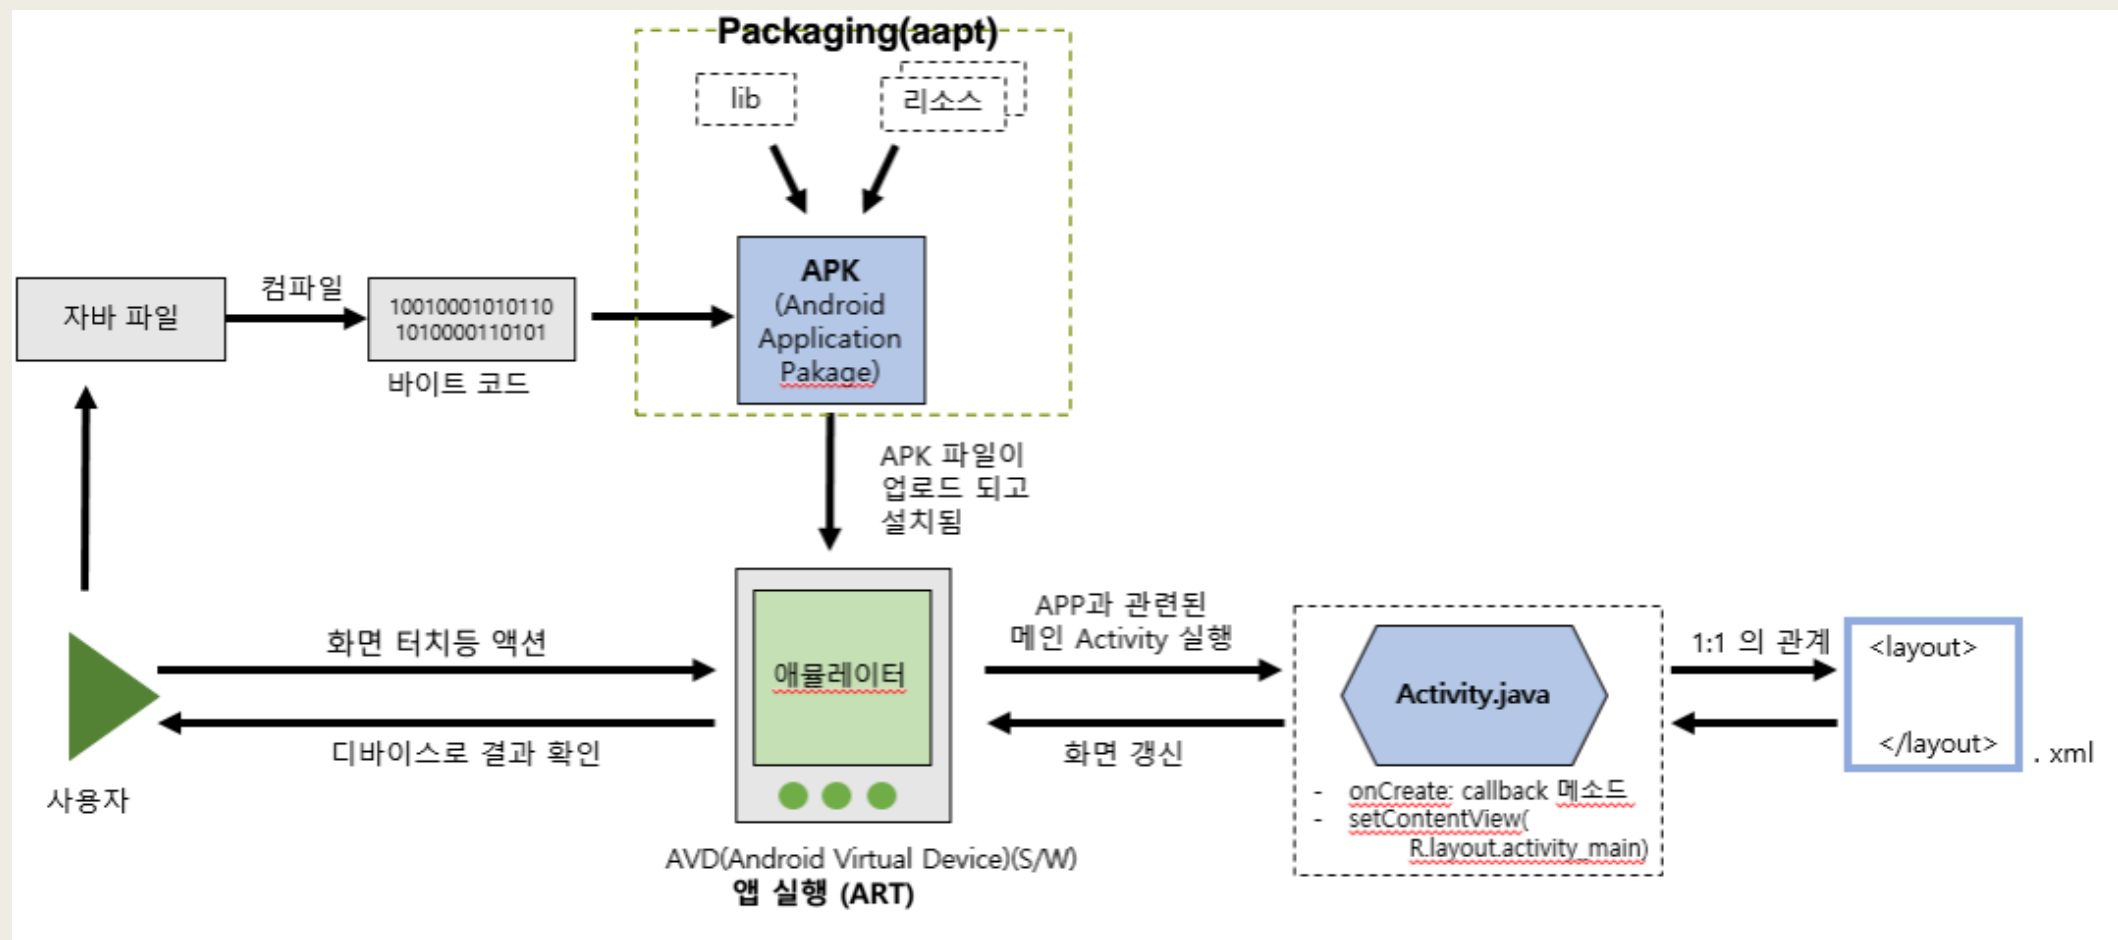 Packaging(aapt)
lib
리소스
APK
(Android
Application
Pakage)
자바 파일
컴파일
10010001010110
1010000110101
바이트 코드
APK 파일이
업로드 되고
설치됨
사용자
화면 터치등 액션
디바이스로 결과 확인
애뮬레이터
AVD(Android Virtual Device)(S/W)
앱 실행 (ART)
APP과 관련된
메인 Activity 실행
화면 갱신
Activity.java
- onCreate: callback 메소드
- setContentView(
R.layout.activity_main)
1:1 의 관계
<layout>
</layout>
. xml